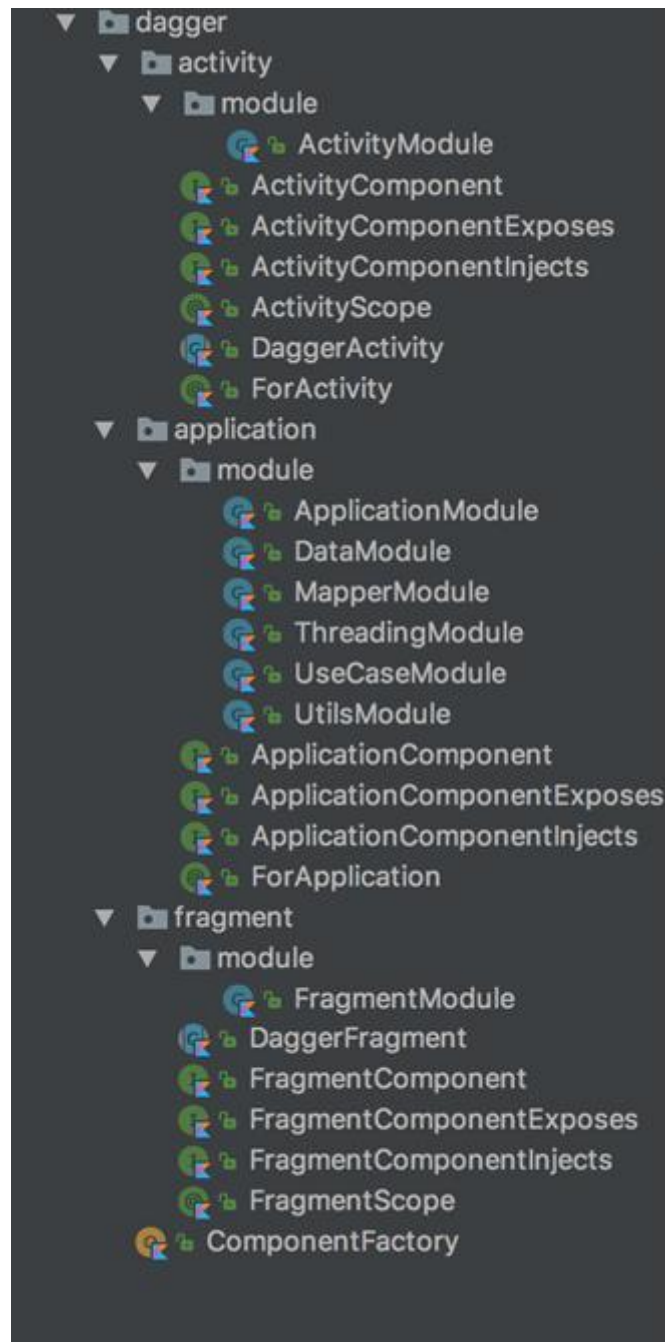 dagger
activity
module
ActivityModule
ActivityComponent
ActivityComponentExposes
ActivityComponentInjects
ActivityScope
DaggerActivity
ForActivity
application
module
ApplicationModule
DataModule
MapperModule
ThreadingModule
UseCaseModule
UtilsModule
ApplicationComponent
ApplicationComponentExposes
ApplicationComponentInjects
ForApplication
fragment
module
FragmentModule
DaggerFragment
FragmentComponent
FragmentComponentExposes
FragmentComponentInjects
FragmentScope
ComponentFactory